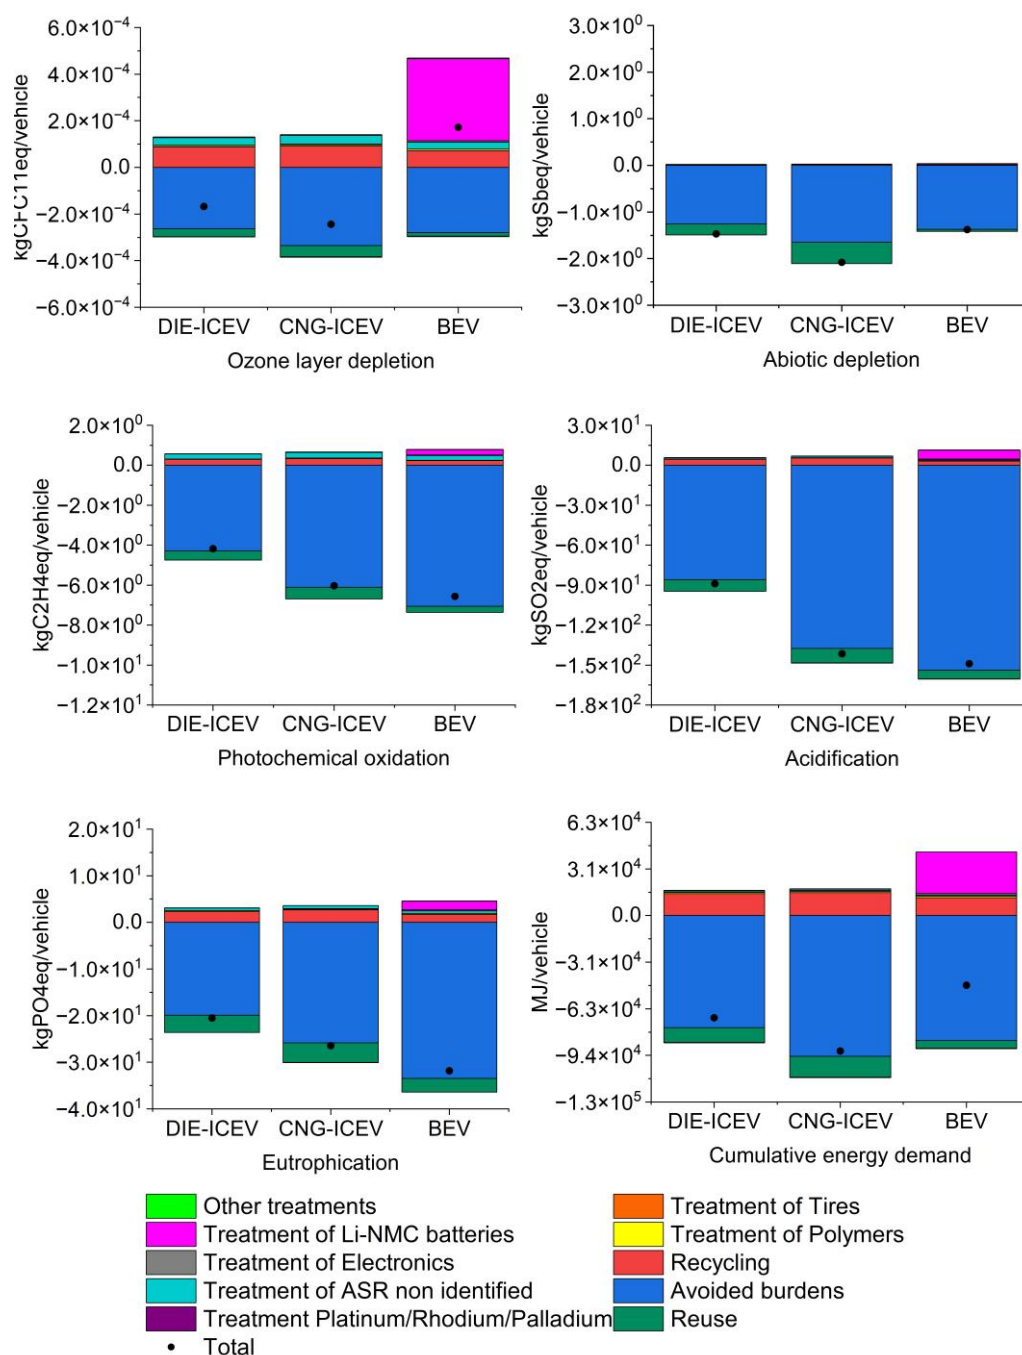 kgCFC11eq/vehicle
6.0×10⁻⁴
4.0×10⁻⁴
2.0×10⁻⁴
0.0
−2.0×10⁻⁴
−4.0×10⁻⁴
−6.0×10⁻⁴
DIE-ICEV CNG-ICEV BEV
Ozone layer depletion
kgSbeq/vehicle
3.0×10⁰
2.0×10⁰
1.0×10⁰
0.0
−1.0×10⁰
−2.0×10⁰
−3.0×10⁰
DIE-ICEV CNG-ICEV BEV
Abiotic depletion
kgC2H4eq/vehicle
2.0×10⁰
0.0
−2.0×10⁰
−4.0×10⁰
−6.0×10⁰
−8.0×10⁰
−1.0×10¹
−1.2×10¹
DIE-ICEV CNG-ICEV BEV
Photochemical oxidation
kgSO2eq/vehicle
3.0×10¹
0.0
−3.0×10¹
−6.0×10¹
−9.0×10¹
−1.2×10²
−1.5×10²
−1.8×10²
DIE-ICEV CNG-ICEV BEV
Acidification
kgPO4eq/vehicle
2.0×10¹
1.0×10¹
0.0
−1.0×10¹
−2.0×10¹
−3.0×10¹
−4.0×10¹
DIE-ICEV CNG-ICEV BEV
Eutrophication
MJ/vehicle
6.3×10⁴
3.1×10⁴
0.0
−3.1×10⁴
−6.3×10⁴
−9.4×10⁴
−1.3×10⁵
DIE-ICEV CNG-ICEV BEV
Cumulative energy demand
Other treatments
Treatment of Li-NMC batteries
Treatment of Electronics
Treatment of ASR non identified
Treatment Platinum/Rhodium/Palladium
Total
Treatment of Tires
Treatment of Polymers
Recycling
Avoided burdens
Reuse